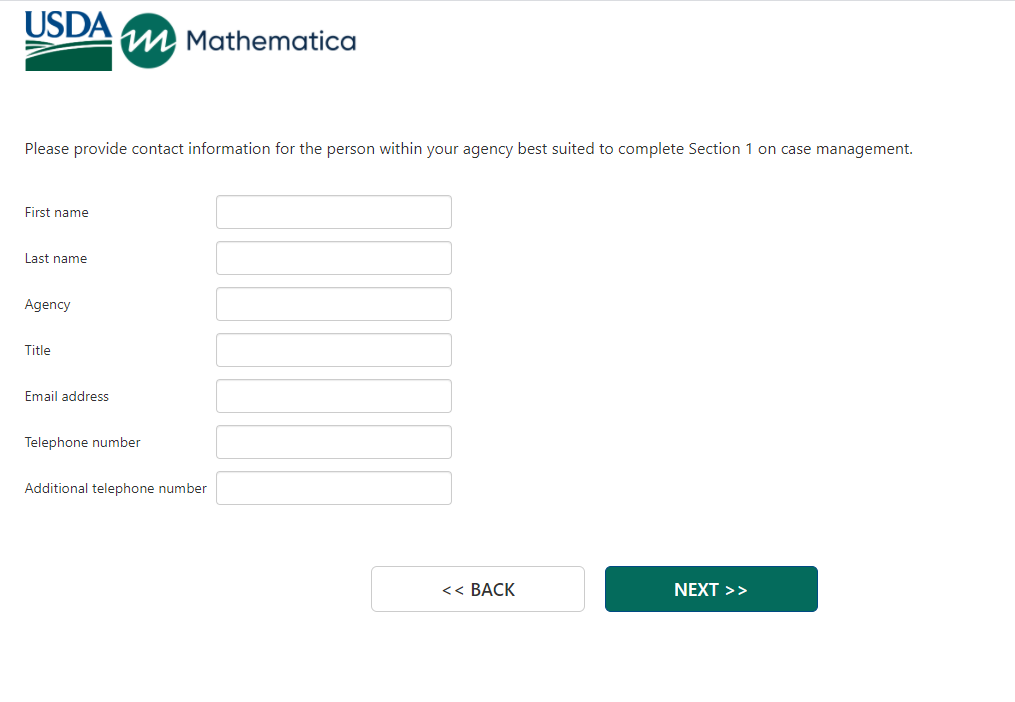 USDA
m Mathematica
Please provide contact information for the person within your agency best suited to complete Section 1 on case management.
First name
Last name
Agency
Title
Email address
Telephone number
Additional telephone number
<< BACK
NEXT >>